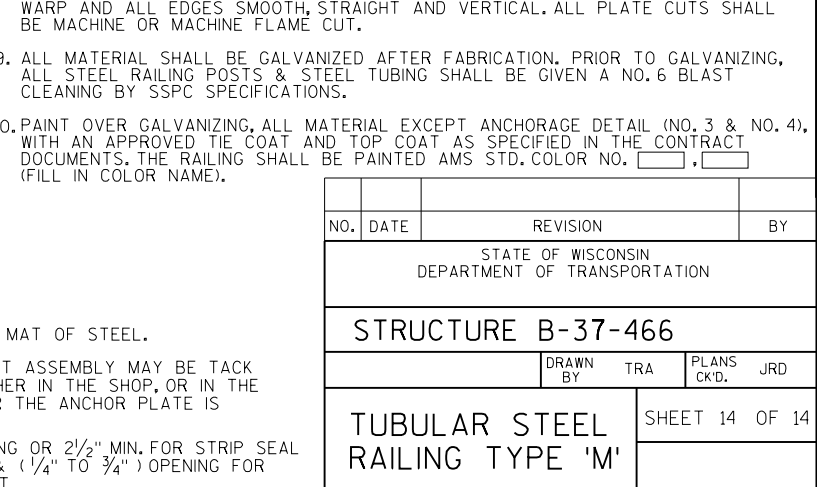 WARP AND ALL EDGES SMOOTH, STRAIGHT AND VERTICAL. ALL PLATE CUTS SHALL
BE MACHINE OR MACHINE FLAME CUT.
9. ALL MATERIAL SHALL BE GALVANIZED AFTER FABRICATION. PRIOR TO GALVANIZING,
ALL STEEL RAILING POSTS & STEEL TUBING SHALL BE GIVEN A NO. 6 BLAST
CLEANING BY SSPC SPECIFICATIONS.
0. PAINT OVER GALVANIZING, ALL MATERIAL EXCEPT ANCHORAGE DETAIL (NO. 3 & NO. 4),
WITH AN APPROVED TIE COAT AND TOP COAT AS SPECIFIED IN THE CONTRACT
DOCUMENTS. THE RAILING SHALL BE PAINTED AMS STD. COLOR NO. ,
(FILL IN COLOR NAME).
NO. DATE REVISION BY
STATE OF WISCONSIN
DEPARTMENT OF TRANSPORTATION
STRUCTURE B-37-466
DRAWN BY TRA PLANS CK'D. JRD
TUBULAR STEEL
RAILING TYPE 'M'
SHEET 14 OF 14
MAT OF STEEL.
T ASSEMBLY MAY BE TACK
HER IN THE SHOP, OR IN THE
THE ANCHOR PLATE IS
NG OR 2 1/2" MIN. FOR STRIP SEAL
& ( 1/4" TO 3/4" ) OPENING FOR